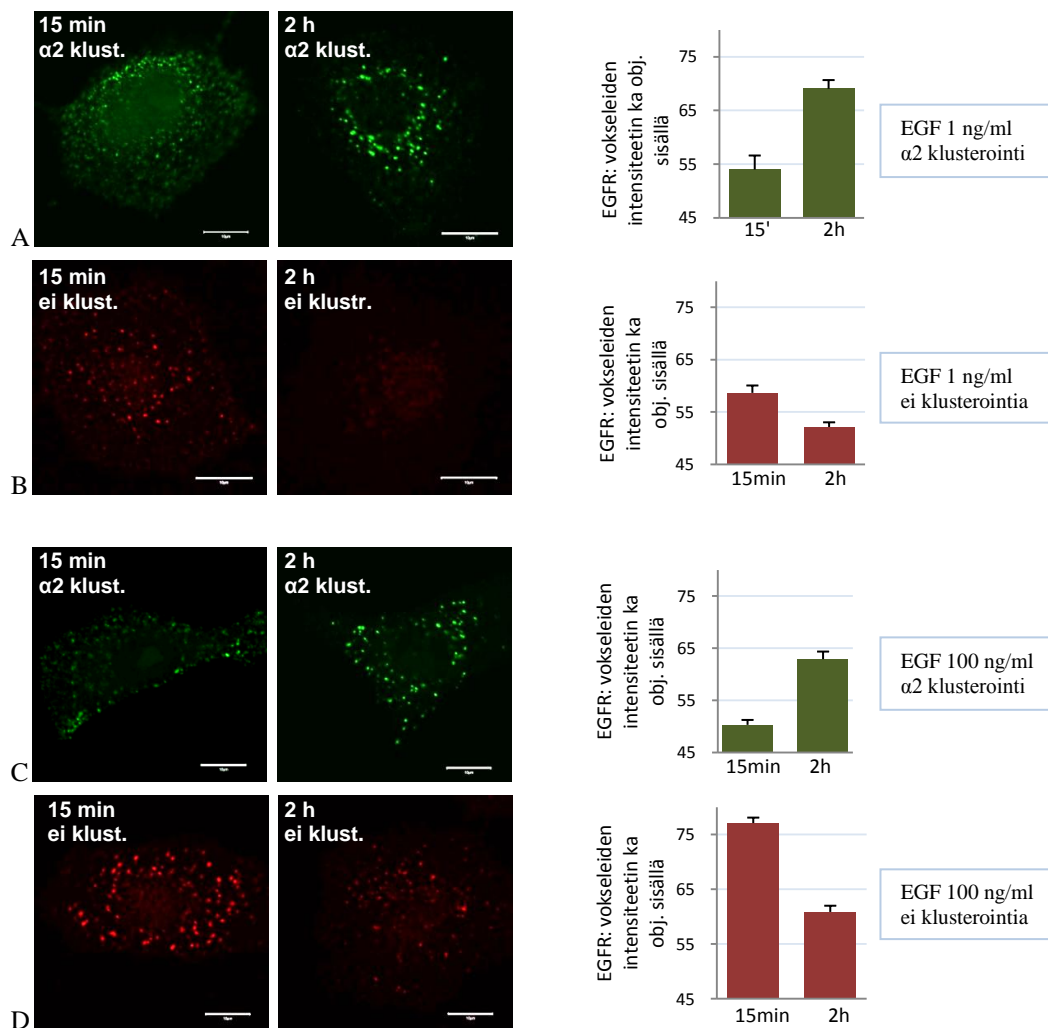 15 min
α2 klust.
2 h
α2 klust.
A
EGFR: vokseleiden
intensiteetin ka obj.
sisällä
75
65
55
45
15'
2h
EGF 1 ng/ml
α2 klusterointi
15 min
ei klust.
2 h
ei klustr.
B
EGFR: vokseleiden
intensiteetin ka
obj. sisällä
75
65
55
45
15min
2h
EGF 1 ng/ml
ei klusterointia
15 min
α2 klust.
2 h
α2 klust.
C
EGFR: vokseleiden
intensiteetin ka
obj. sisällä
75
65
55
45
15min
2h
EGF 100 ng/ml
α2 klusterointi
15 min
ei klust.
2 h
ei klust.
D
EGFR: vokseleiden
intensiteetin ka
obj. sisällä
75
65
55
45
15min
2h
EGF 100 ng/ml
ei klusterointia